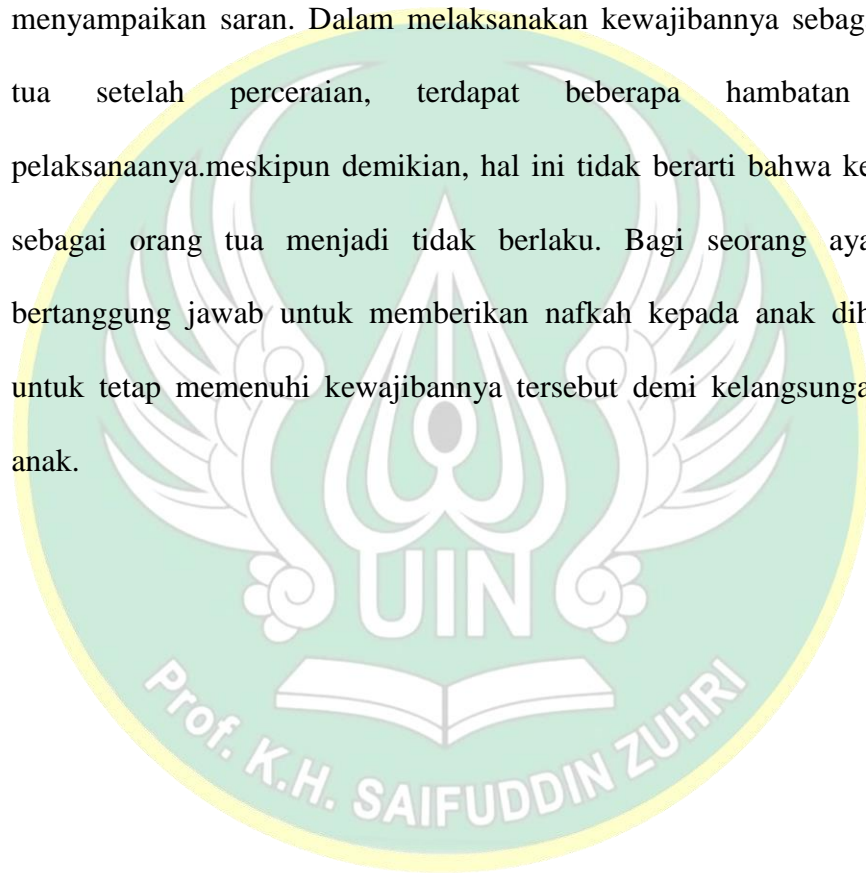 menyampaikan saran. Dalam melaksanakan kewajibannya sebag
tua setelah perceraian, terdapat beberapa hambatan
pelaksanaanya.meskipun demikian, hal ini tidak berarti bahwa ke
sebagai orang tua menjadi tidak berlaku. Bagi seorang aya
bertanggung jawab untuk memberikan nafkah kepada anak dih
untuk tetap memenuhi kewajibannya tersebut demi kelangsunga
anak.
UIN
Prof. K.H. SAIFUDDIN ZUHRI